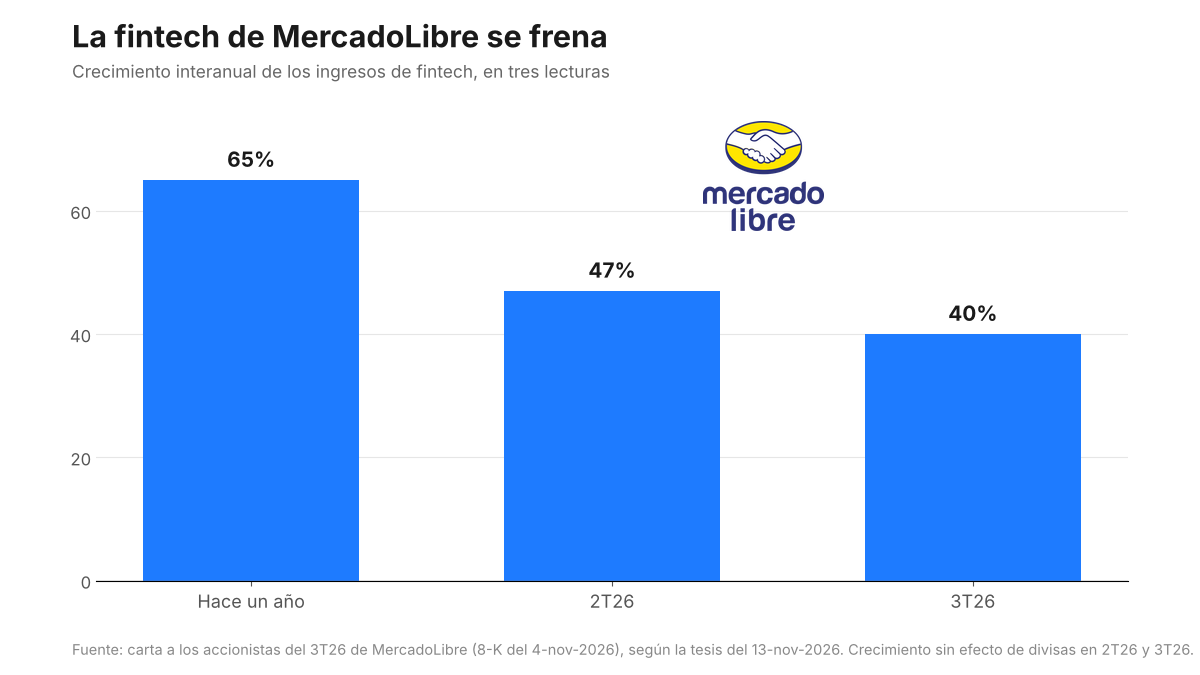 La fintech de MercadoLibre se frena
Crecimiento interanual de los ingresos de fintech, en tres lecturas
mercado
libre
65%
47%
40%
60
40
20
0
Hace un año
2T26
3T26
Fuente: carta a los accionistas del 3T26 de MercadoLibre (8-K del 4-nov-2026), según la tesis del 13-nov-2026. Crecimiento sin efecto de divisas en 2T26 y 3T26.